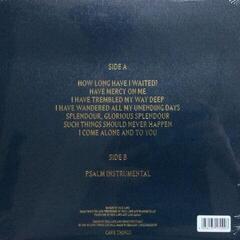 SIDE A
HOW LONG HAVE I WAITED?
HAVE MERCY ON ME
I HAVE TREMBLED MY WAY DEEP
I HAVE WANDERED ALL MY UNENDING DAYS
SPLENDOUR, GLORIOUS SPLENDOUR
SUCH THINGS SHOULD NEVER HAPPEN
I COME ALONE AND TO YOU
SIDE B
PSALM INSTRUMENTAL
CAVE THINGS